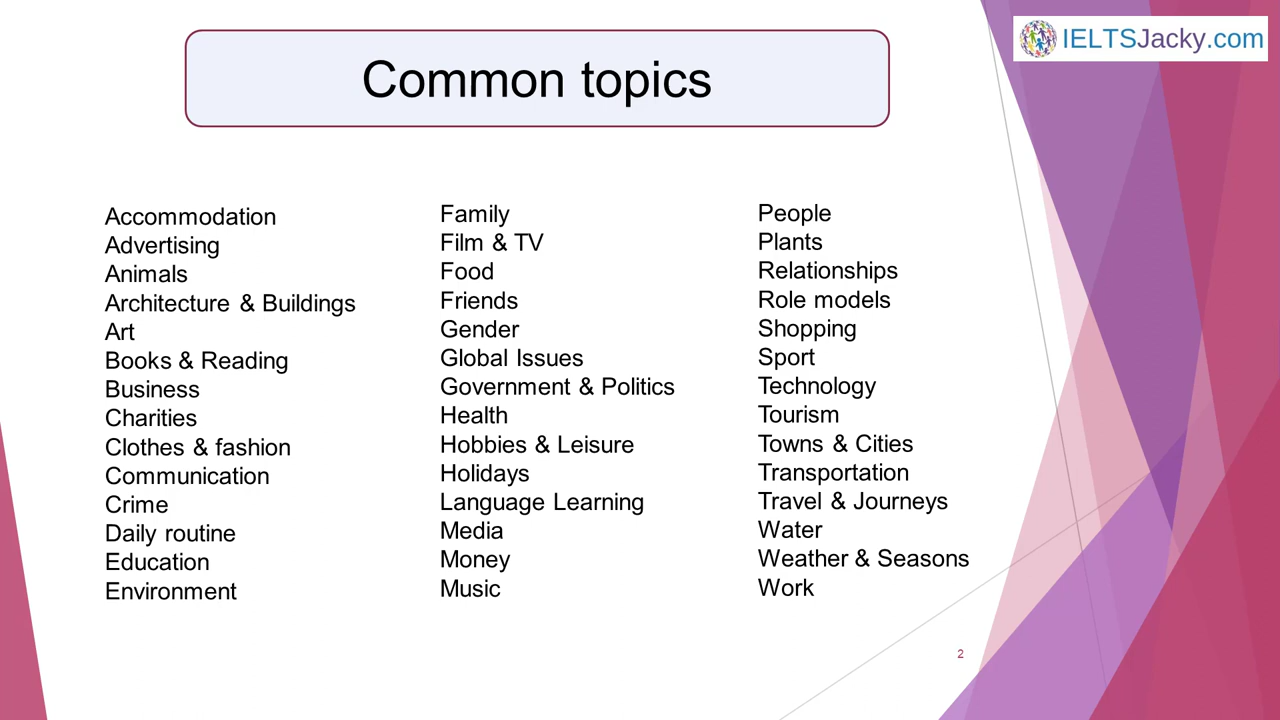 IELTSJacky.com
Common topics
Accommodation
Advertising
Animals
Architecture & Buildings
Art
Books & Reading
Business
Charities
Clothes & fashion
Communication
Crime
Daily routine
Education
Environment
Family
Film & TV
Food
Friends
Gender
Global Issues
Government & Politics
Health
Hobbies & Leisure
Holidays
Language Learning
Media
Money
Music
People
Plants
Relationships
Role models
Shopping
Sport
Technology
Tourism
Towns & Cities
Transportation
Travel & Journeys
Water
Weather & Seasons
Work
2